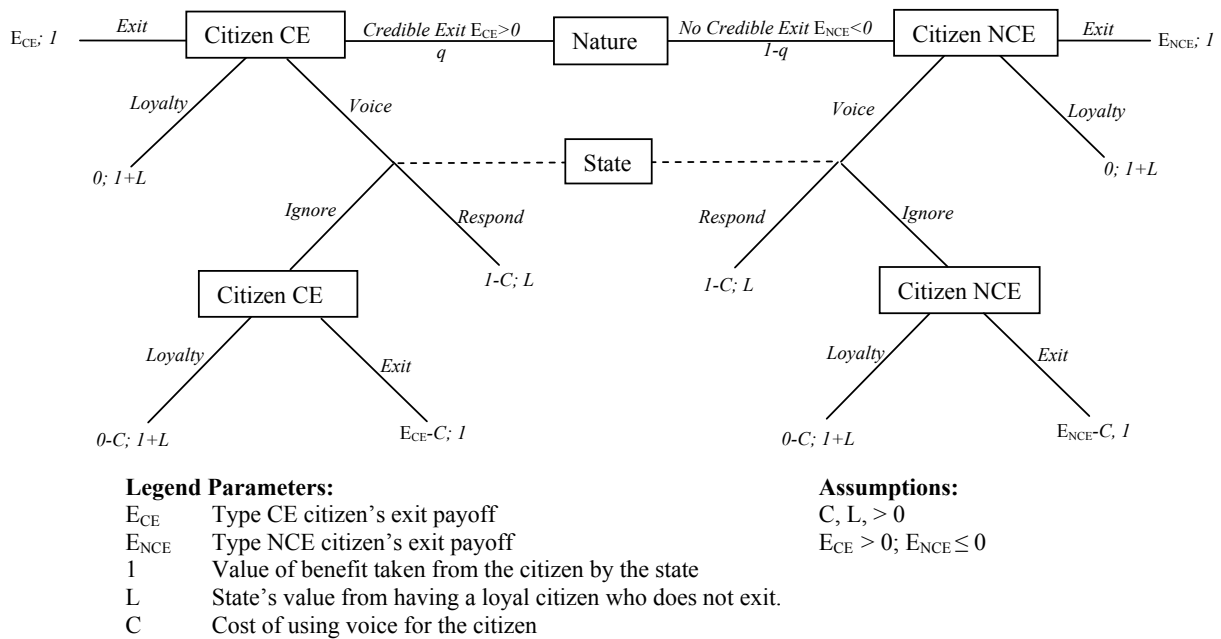 E_CE; 1 Exit Citizen CE Credible Exit E_CE>0 Nature No Credible Exit E_NCE<0 Citizen NCE Exit E_NCE; 1
q 1-q
Loyalty Voice Voice Loyalty
0; 1+L State 0; 1+L
Ignore Respond Respond Ignore
1-C; L 1-C; L
Citizen CE Citizen NCE
Loyalty Exit Loyalty Exit
0-C; 1+L E_CE-C; 1 0-C; 1+L E_NCE-C, 1
Legend Parameters: Assumptions:
E_CE Type CE citizen's exit payoff C, L, > 0
E_NCE Type NCE citizen's exit payoff E_CE > 0; E_NCE ≤ 0
1 Value of benefit taken from the citizen by the state
L State's value from having a loyal citizen who does not exit.
C Cost of using voice for the citizen